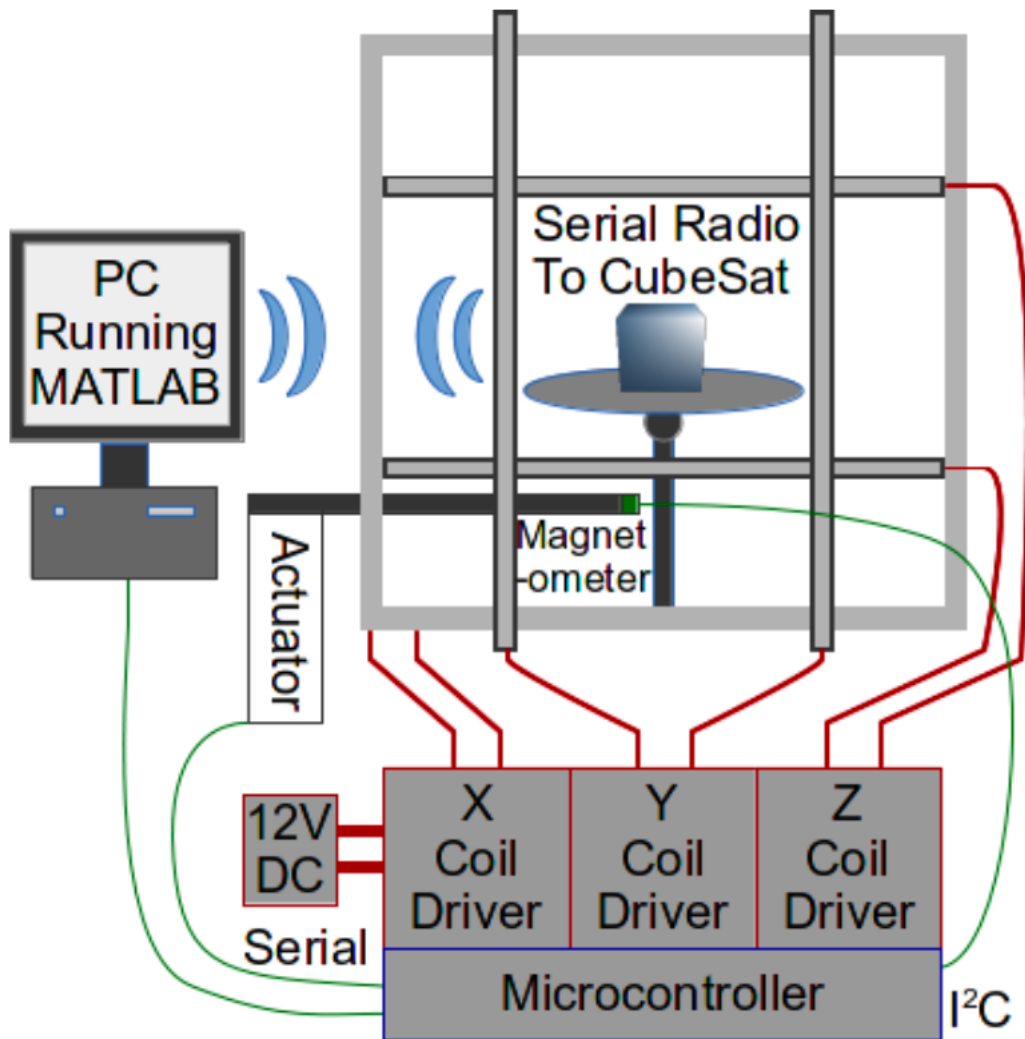 PC
Running
MATLAB
Serial Radio
To CubeSat
Magnet
-ometer
Actuator
12V
DC
X
Coil
Driver
Y
Coil
Driver
Z
Coil
Driver
Serial
Microcontroller
I²C